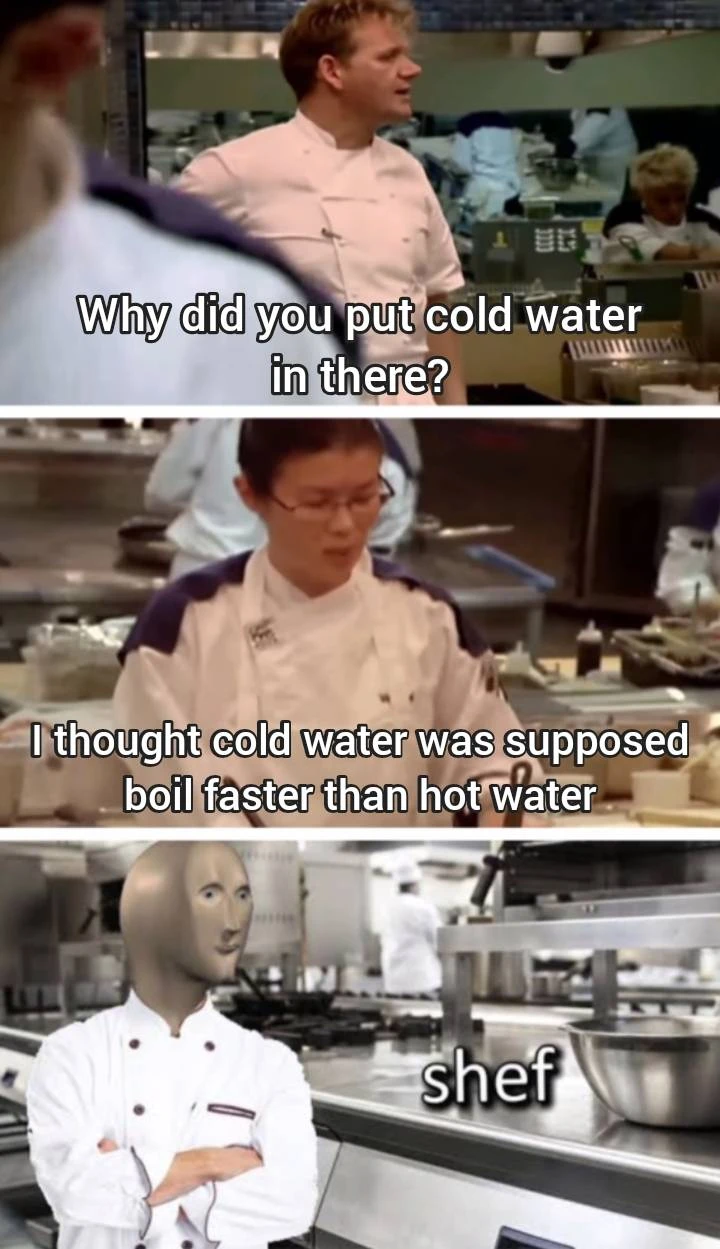 Why did you put cold water
in there?
I thought cold water was supposed
boil faster than hot water
shef